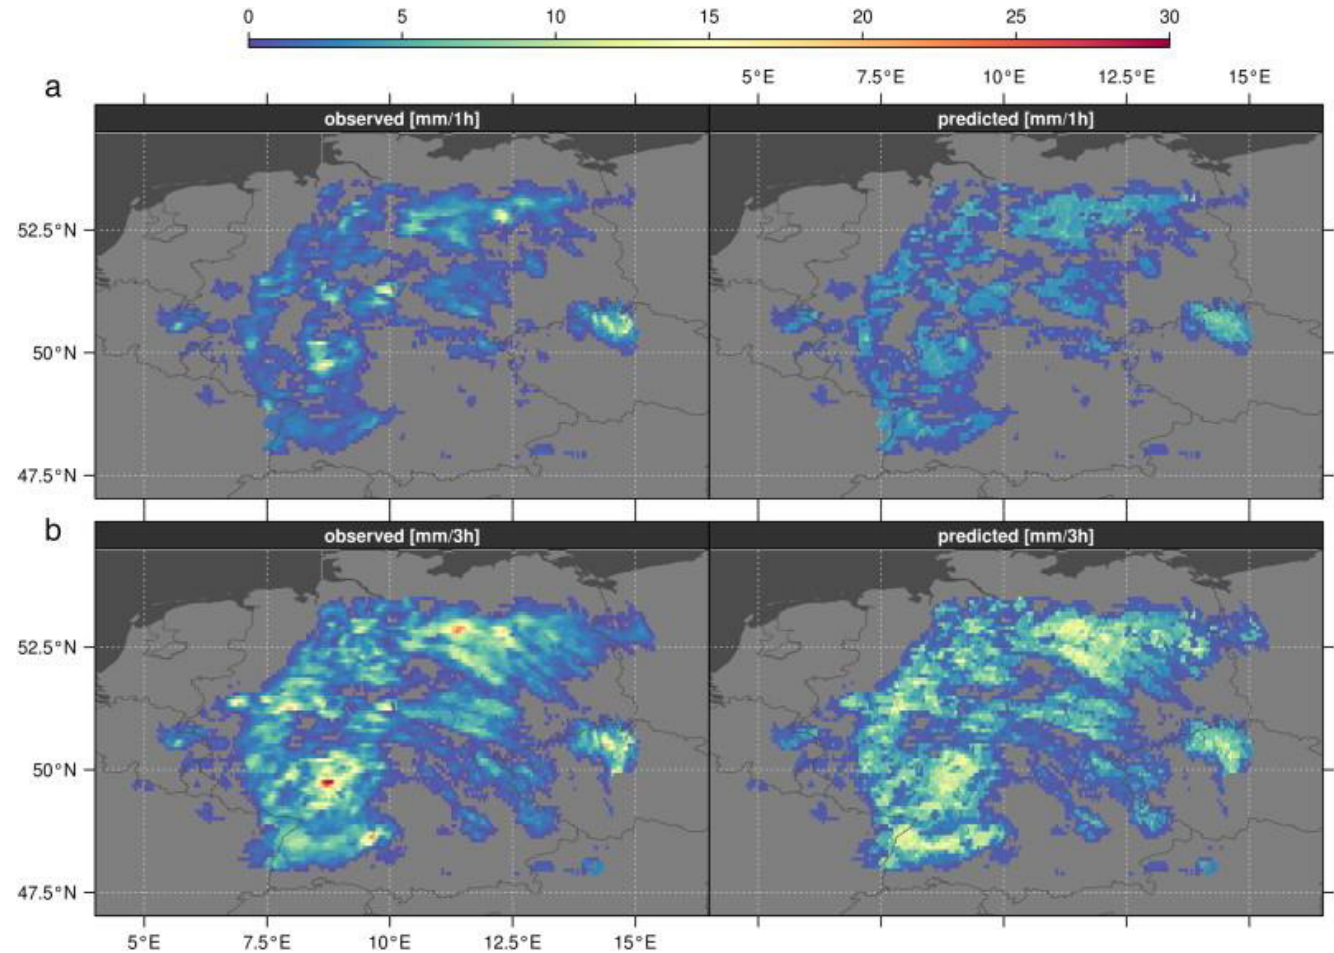 0 5 10 15 20 25 30
5°E 7.5°E 10°E 12.5°E 15°E
a
observed [mm/1h] predicted [mm/1h]
52.5°N
50°N
47.5°N
b
observed [mm/3h] predicted [mm/3h]
52.5°N
50°N
47.5°N
5°E 7.5°E 10°E 12.5°E 15°E